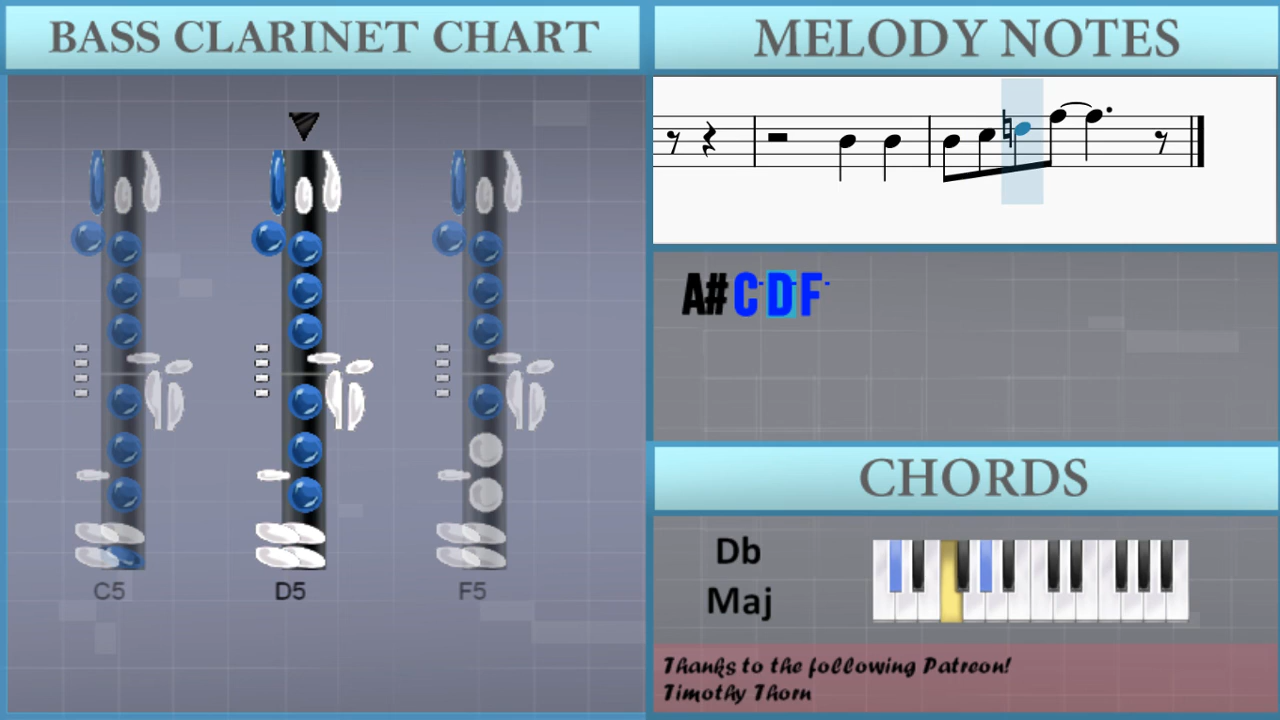 BASS CLARINET CHART
C5 D5 F5
MELODY NOTES
A# C· D· F·
CHORDS
Db
Maj
Thanks to the following Patreon!
Timothy Thorn